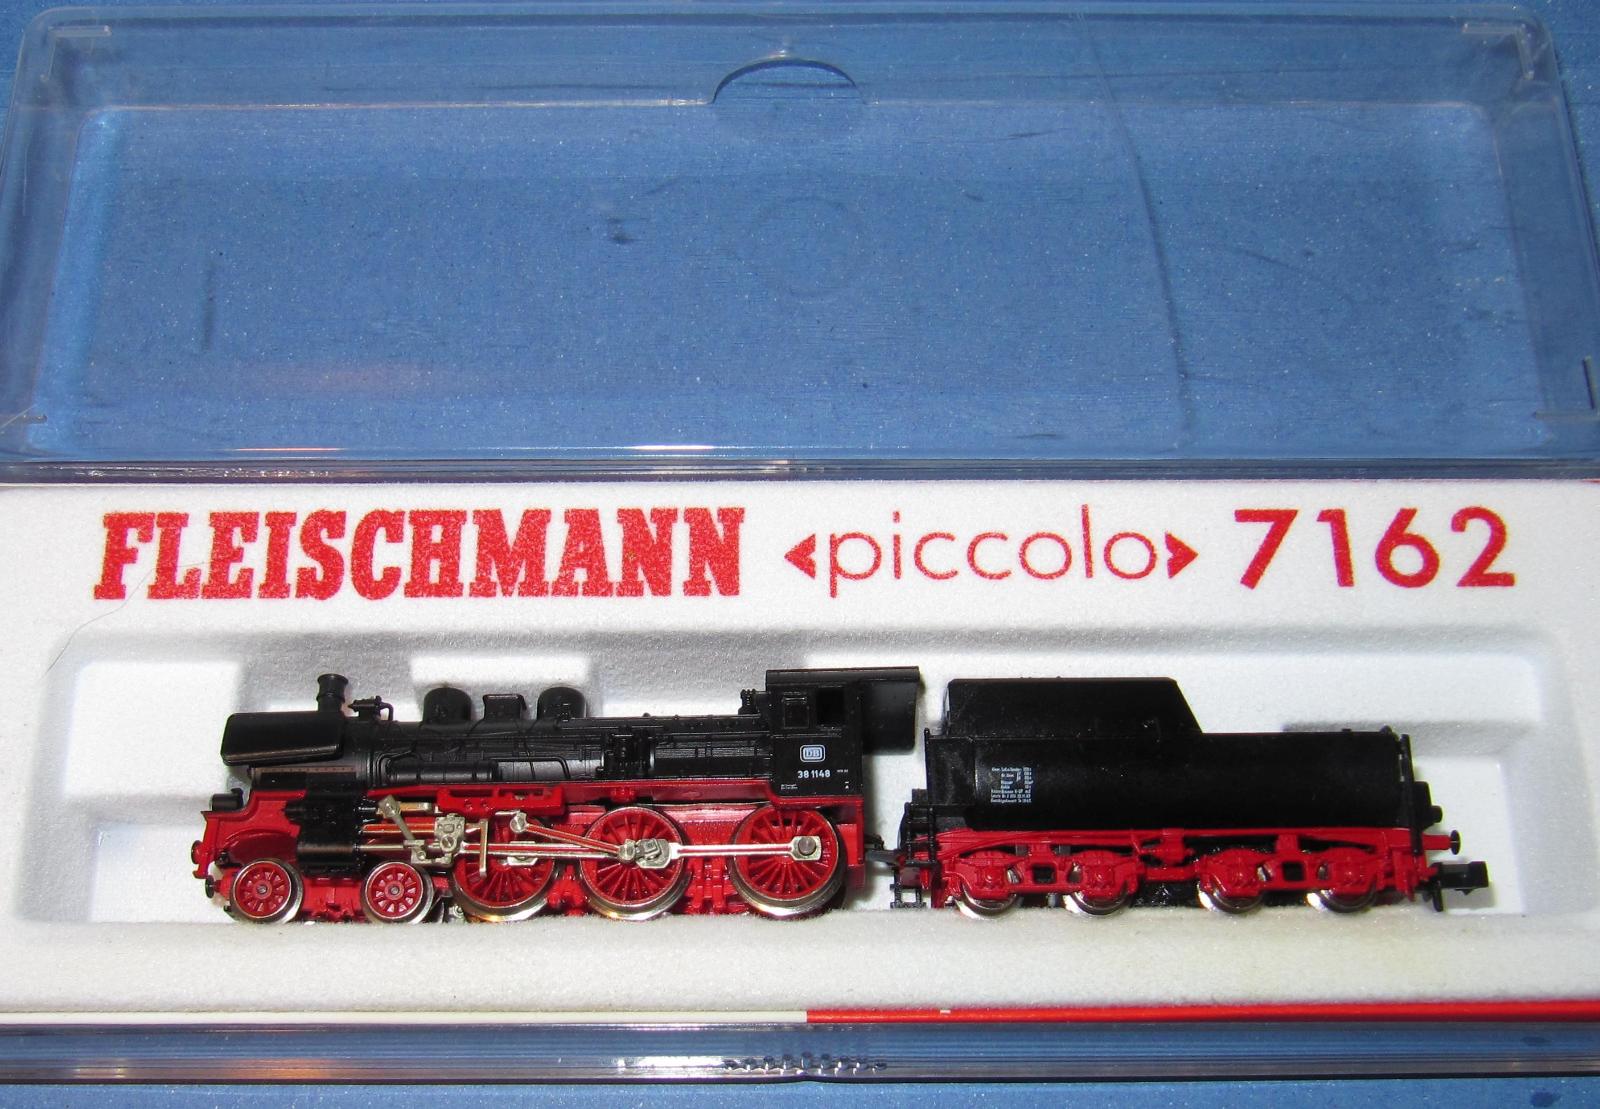 FLEISCHMANN <piccolo> 7162
DB
38 1148